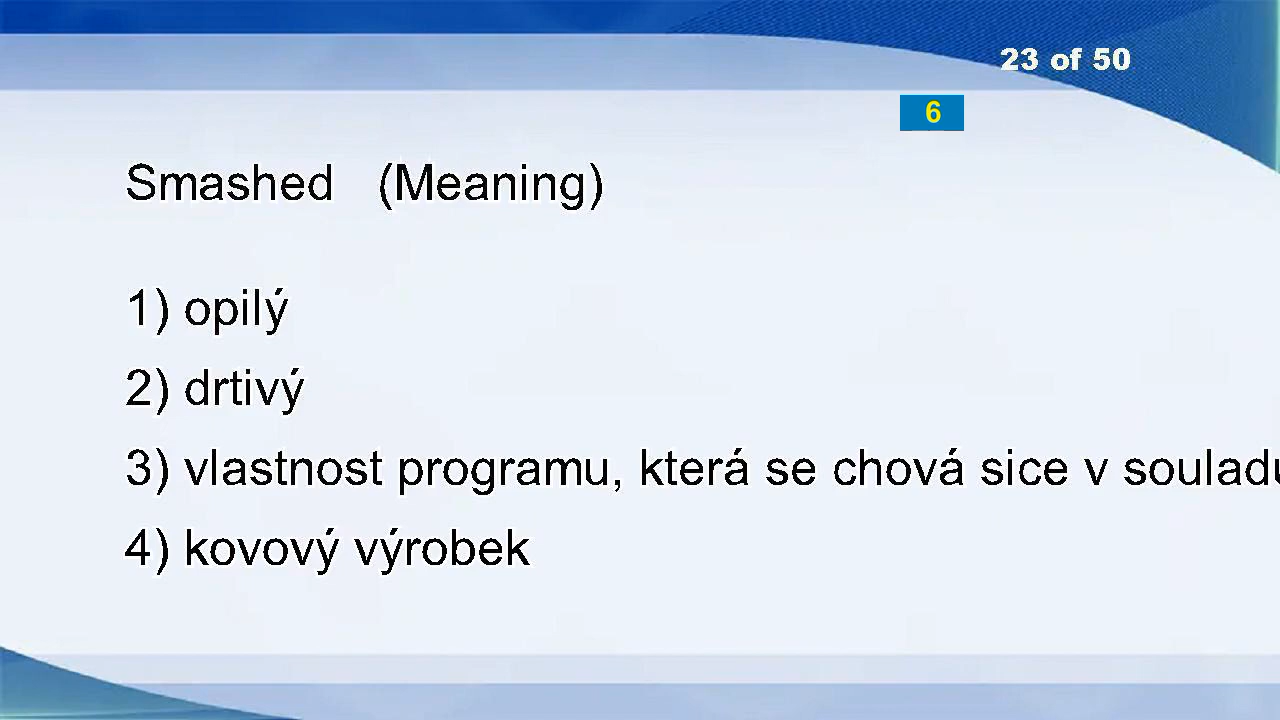 23 of 50
6
Smashed (Meaning)
1) opilý
2) drtivý
3) vlastnost programu, která se chová sice v souladu
4) kovový výrobek